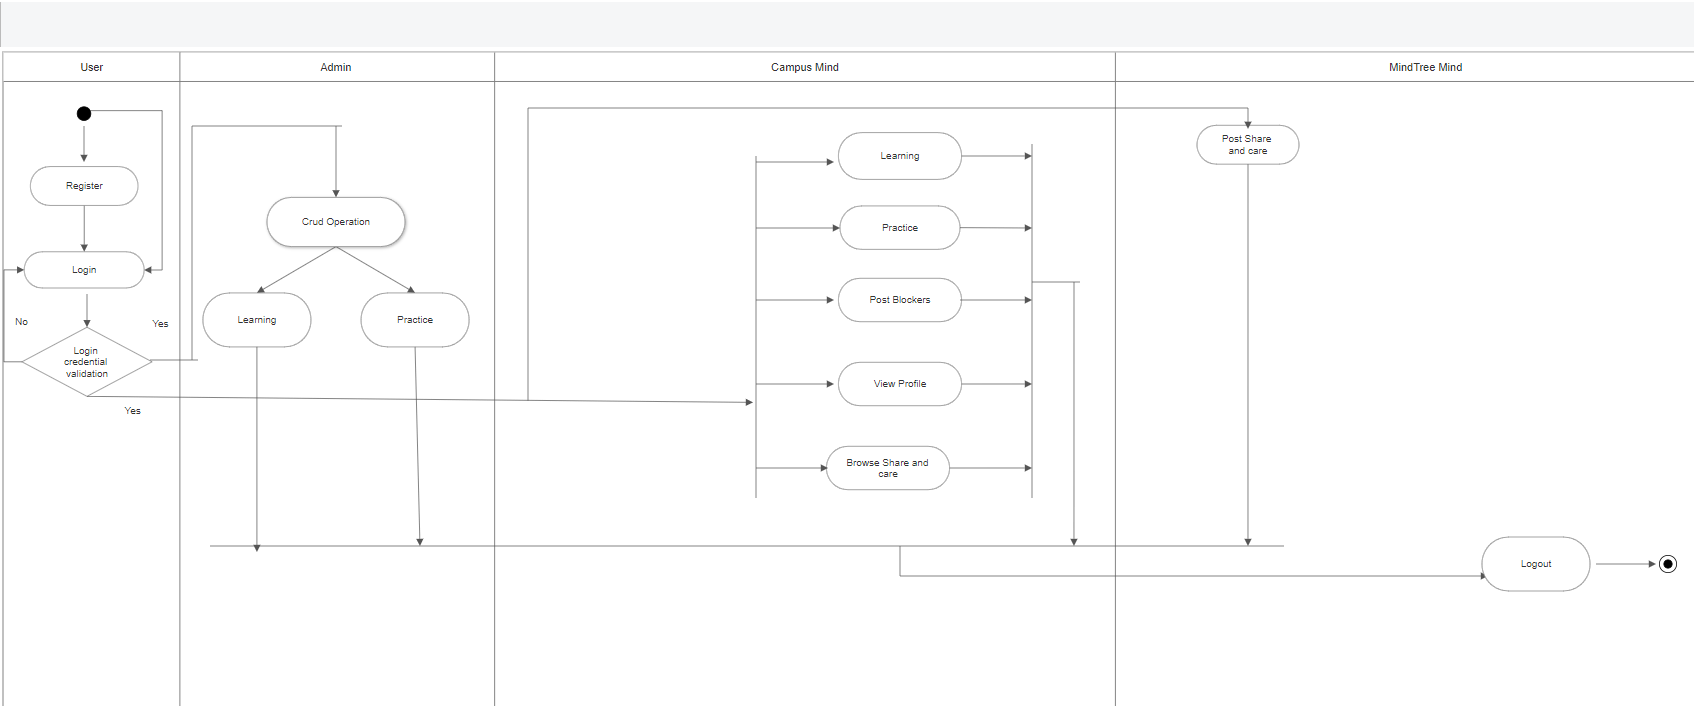 User
Admin
Campus Mind
MindTree Mind
Register
Login
No
Yes
Login
credential
validation
Yes
Crud Operation
Learning
Practice
Learning
Practice
Post Blockers
View Profile
Browse Share and
care
Post Share
and care
Logout